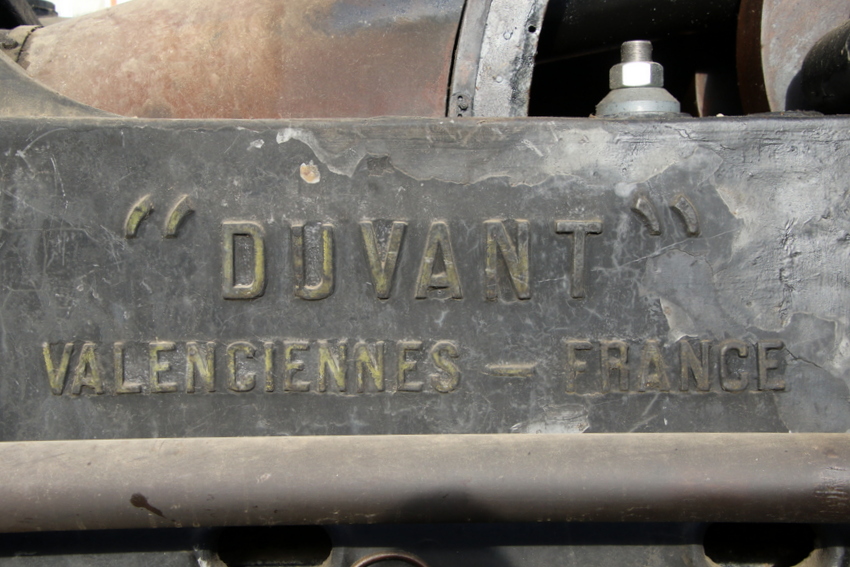 “DUVANT”
VALENCIENNES – FRANCE